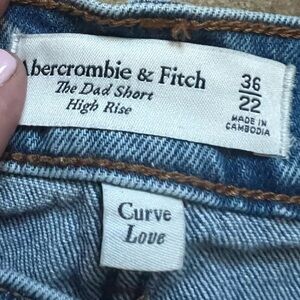 Abercrombie & Fitch
The Dad Short
High Rise
36
22
MADE IN
CAMBODIA
Curve
Love